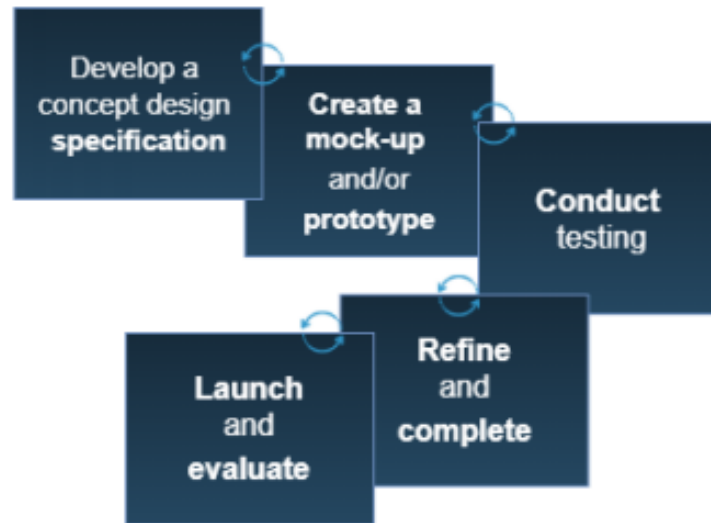 Develop a
concept design
specification
Create a
mock-up
and/or
prototype
Conduct
testing
Refine
and
complete
Launch
and
evaluate